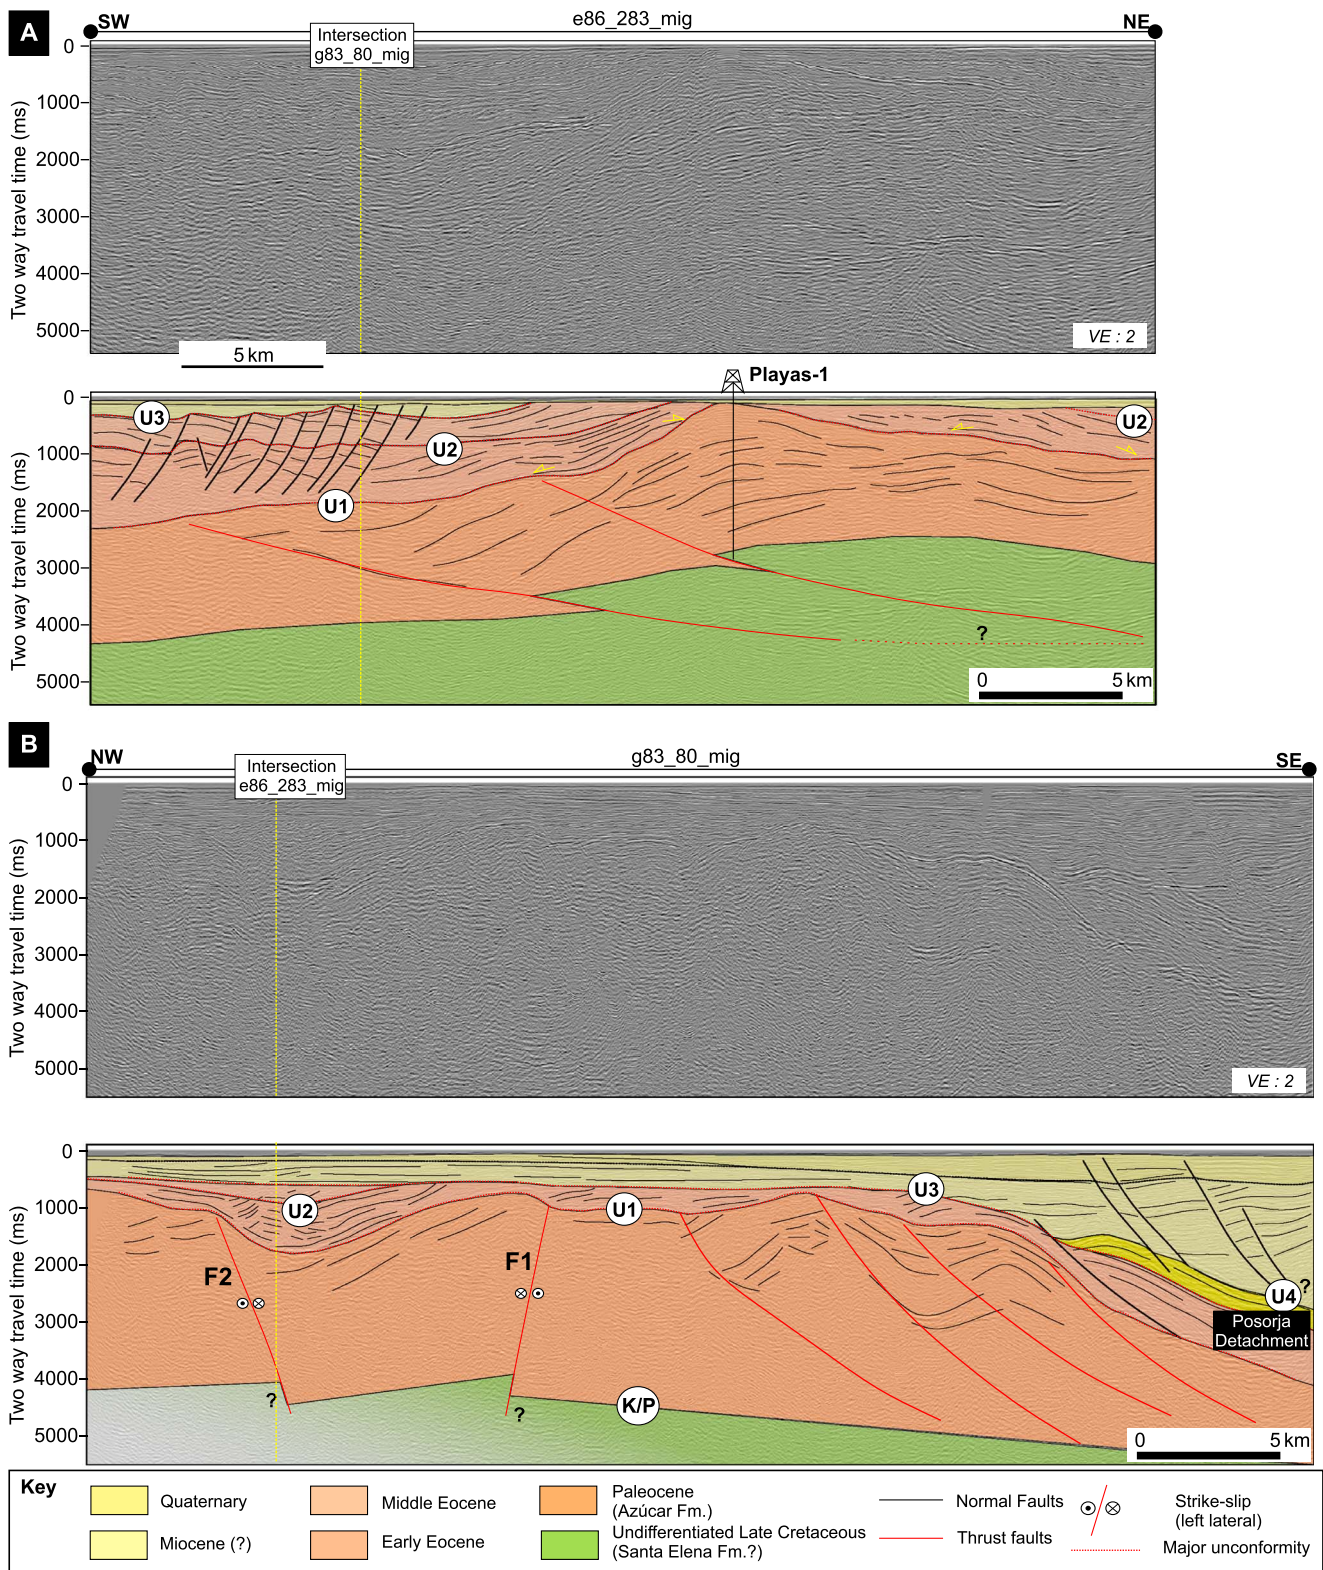 A
SW
e86_283_mig
NE
Intersection
g83_80_mig
0
1000
2000
3000
4000
5000
Two way travel time (ms)
VE : 2
5 km
Playas-1
0
1000
2000
3000
4000
5000
Two way travel time (ms)
U3
U2
U2
U1
?
0 5 km
B
NW
g83_80_mig
SE
Intersection
e86_283_mig
0
1000
2000
3000
4000
5000
Two way travel time (ms)
VE : 2
0
1000
2000
3000
4000
5000
Two way travel time (ms)
U3
U2
U1
F2
F1
U4
?
Posorja
Detachment
?
?
K/P
0 5 km
Key
Quaternary
Miocene (?)
Middle Eocene
Early Eocene
Paleocene
(Azúcar Fm.)
Undifferentiated Late Cretaceous
(Santa Elena Fm.?)
Normal Faults
Thrust faults
Strike-slip
(left lateral)
Major unconformity